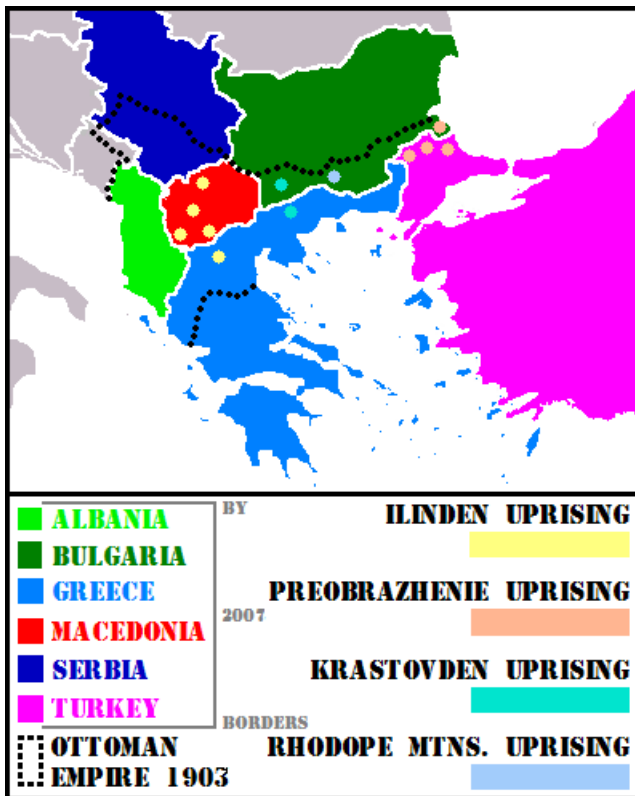 ALBANIA
BULGARIA
GREECE
MACEDONIA
SERBIA
TURKEY
OTTOMAN
EMPIRE 1903
BY
2007
BORDERS
ILINDEN UPRISING
PREOBRAZHENIE UPRISING
KRASTOVDEN UPRISING
RHODOPE MTNS. UPRISING